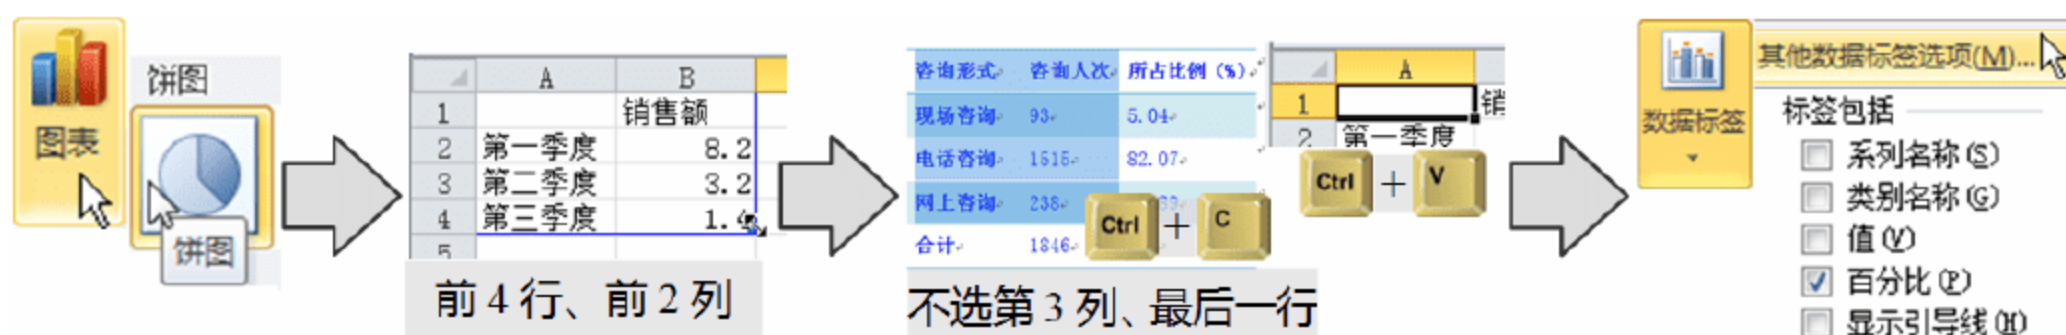 图表
饼图
饼图
A B
1 销售额
2 第一季度 8.2
3 第二季度 3.2
4 第三季度 1.4
5
前 4 行、前 2 列
咨询形式 咨询人次 所占比例（%）
现场咨询 93 5.04
电话咨询 1515 82.07
网上咨询 238
合计 1846
Ctrl + C
不选第 3 列、最后一行
A
1 销
2 第一季度
Ctrl + V
数据标签
其他数据标签选项(M)...
标签包括
系列名称(S)
类别名称(G)
值(V)
百分比(P)
显示引导线(H)